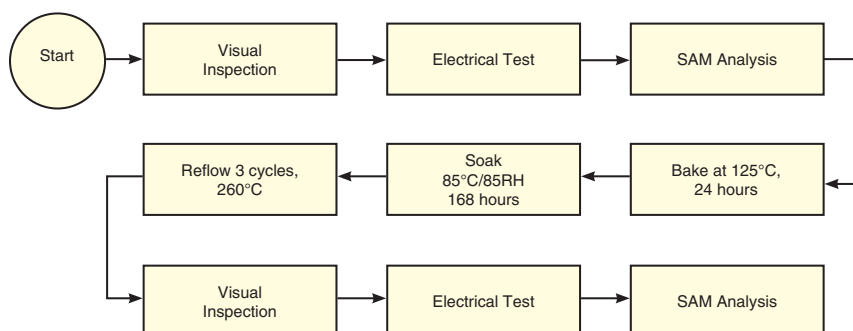 Start
Visual
Inspection
Electrical Test
SAM Analysis
Bake at 125°C,
24 hours
Soak
85°C/85RH
168 hours
Reflow 3 cycles,
260°C
Visual
Inspection
Electrical Test
SAM Analysis